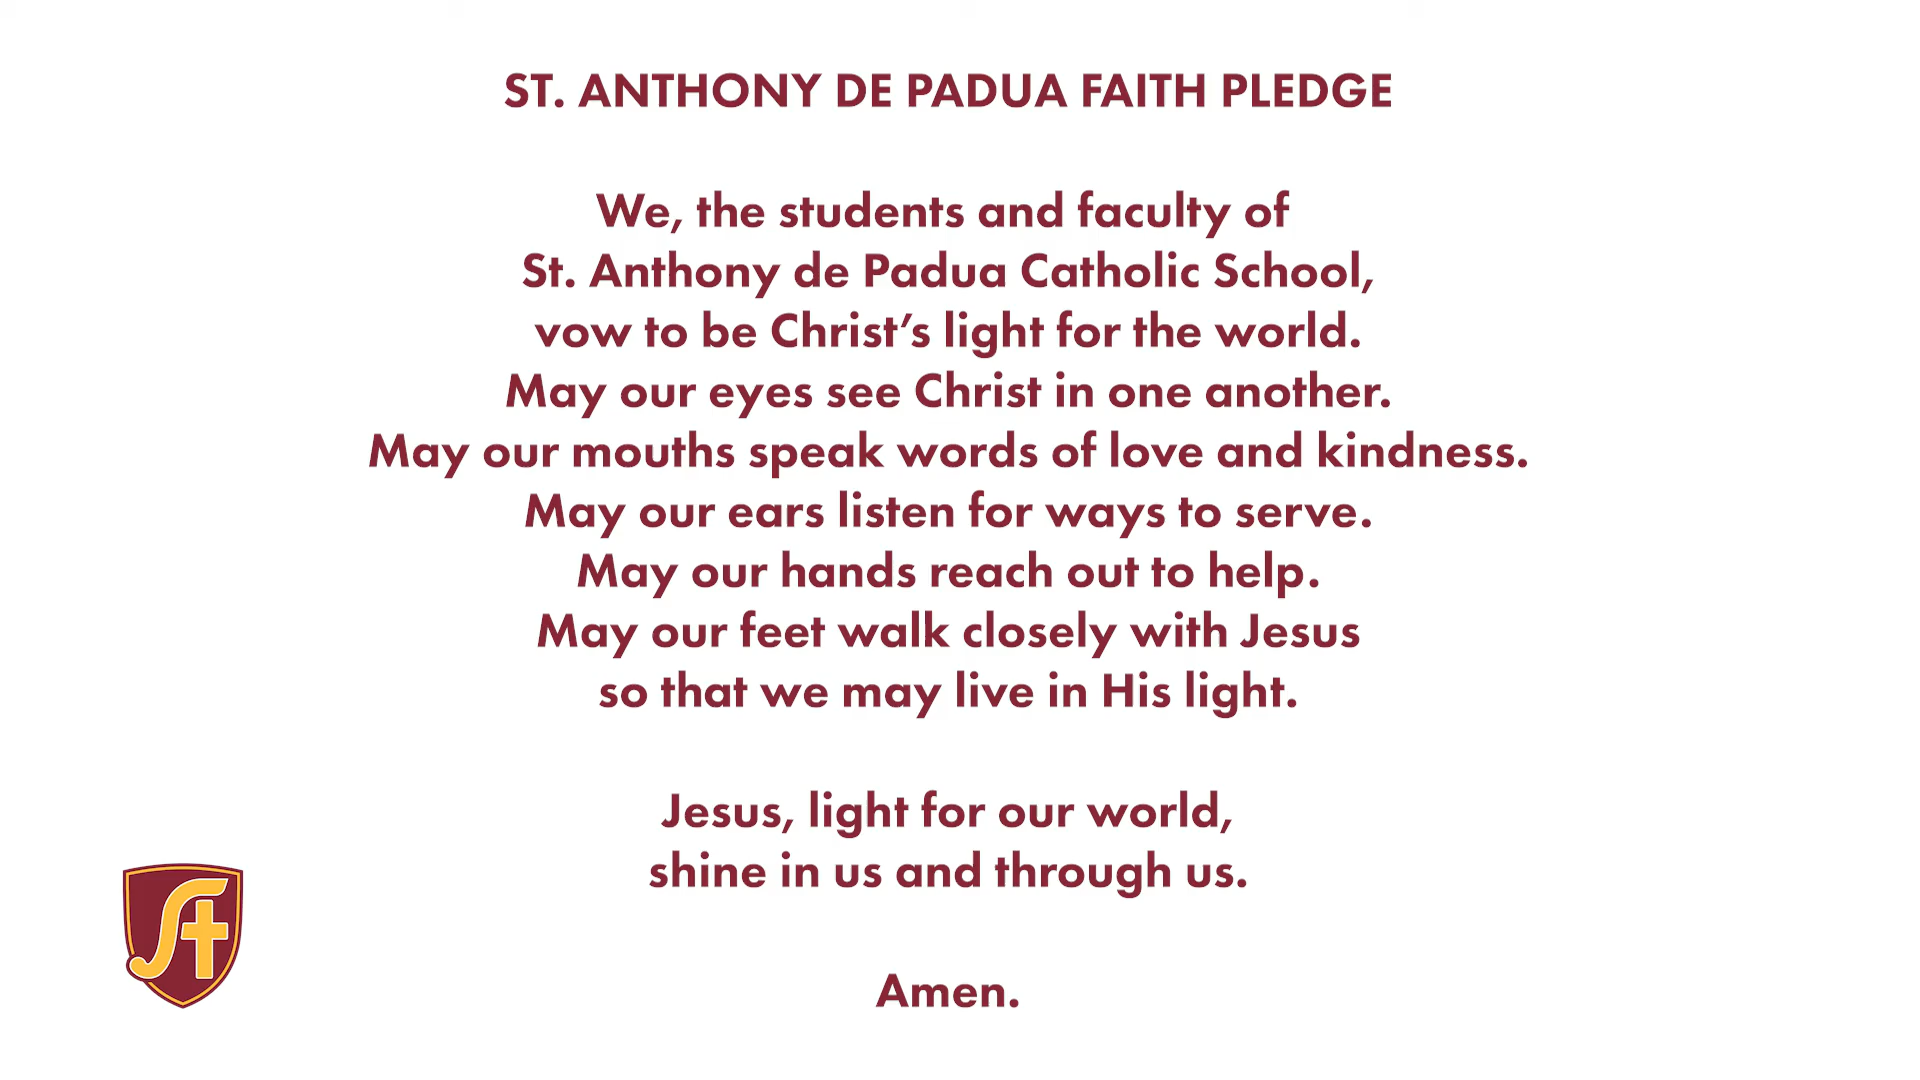 ST. ANTHONY DE PADUA FAITH PLEDGE
We, the students and faculty of
St. Anthony de Padua Catholic School,
vow to be Christ’s light for the world.
May our eyes see Christ in one another.
May our mouths speak words of love and kindness.
May our ears listen for ways to serve.
May our hands reach out to help.
May our feet walk closely with Jesus
so that we may live in His light.
Jesus, light for our world,
shine in us and through us.
Amen.